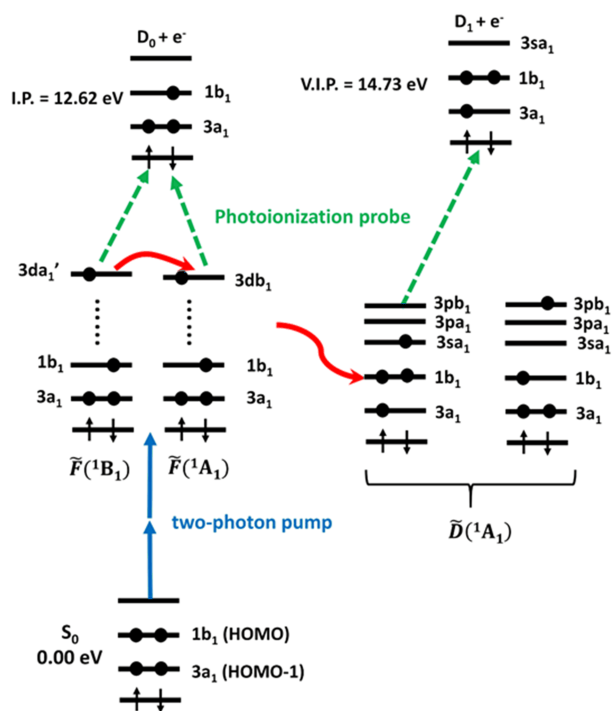 D₀ + e⁻
I.P. = 12.62 eV
1b₁
3a₁
D₁ + e⁻
3sa₁
V.I.P. = 14.73 eV
1b₁
3a₁
Photoionization probe
3da₁'
3db₁
1b₁
1b₁
3a₁
3a₁
F̃(¹B₁)
F̃(¹A₁)
3pb₁
3pa₁
3sa₁
1b₁
3a₁
3pb₁
3pa₁
3sa₁
1b₁
3a₁
D̃(¹A₁)
two-photon pump
S₀
0.00 eV
1b₁ (HOMO)
3a₁ (HOMO-1)